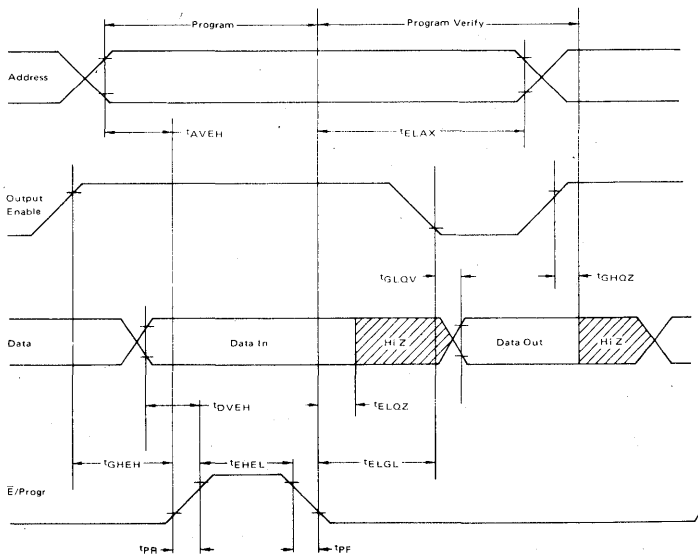 Program
Program Verify
Address
tAVEH
tELAX
Output
Enable
tGLQV
tGHQZ
Data
Data In
Hi Z
Data Out
Hi Z
tDVEH
tELQZ
tGHEH
tEHEL
tELGL
E̅/Progr
tPR
tPF